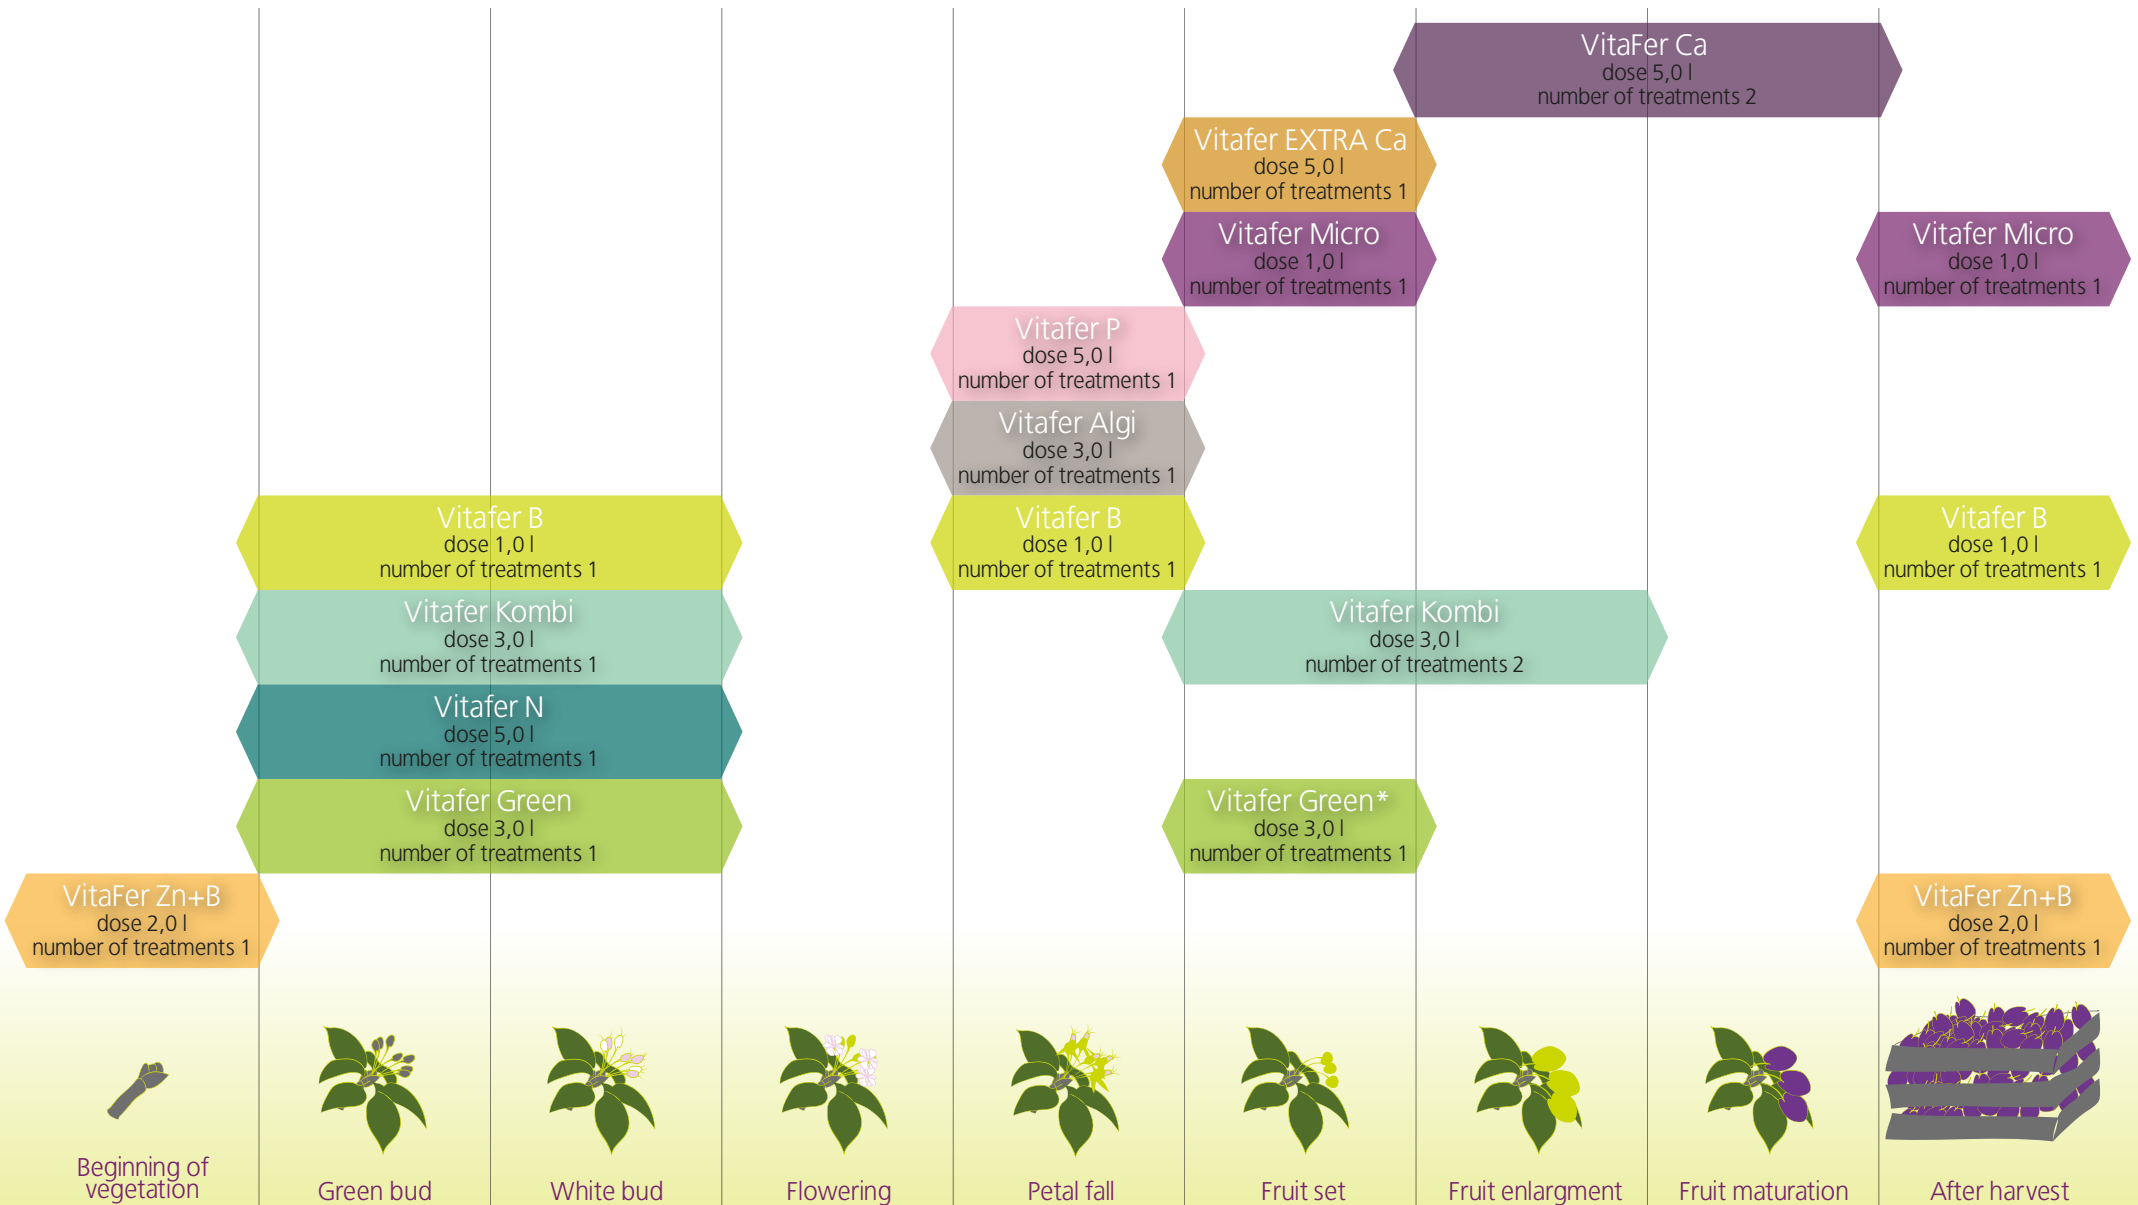 VitaFer Ca
dose 5,0 l
number of treatments 2
Vitafer EXTRA Ca
dose 5,0 l
number of treatments 1
Vitafer Micro
dose 1,0 l
number of treatments 1
Vitafer Micro
dose 1,0 l
number of treatments 1
Vitafer P
dose 5,0 l
number of treatments 1
Vitafer Algi
dose 3,0 l
number of treatments 1
Vitafer B
dose 1,0 l
number of treatments 1
Vitafer B
dose 1,0 l
number of treatments 1
Vitafer B
dose 1,0 l
number of treatments 1
Vitafer Kombi
dose 3,0 l
number of treatments 1
Vitafer Kombi
dose 3,0 l
number of treatments 2
Vitafer N
dose 5,0 l
number of treatments 1
Vitafer Green
dose 3,0 l
number of treatments 1
Vitafer Green*
dose 3,0 l
number of treatments 1
VitaFer Zn+B
dose 2,0 l
number of treatments 1
VitaFer Zn+B
dose 2,0 l
number of treatments 1
Beginning of
vegetation
Green bud
White bud
Flowering
Petal fall
Fruit set
Fruit enlargment
Fruit maturation
After harvest